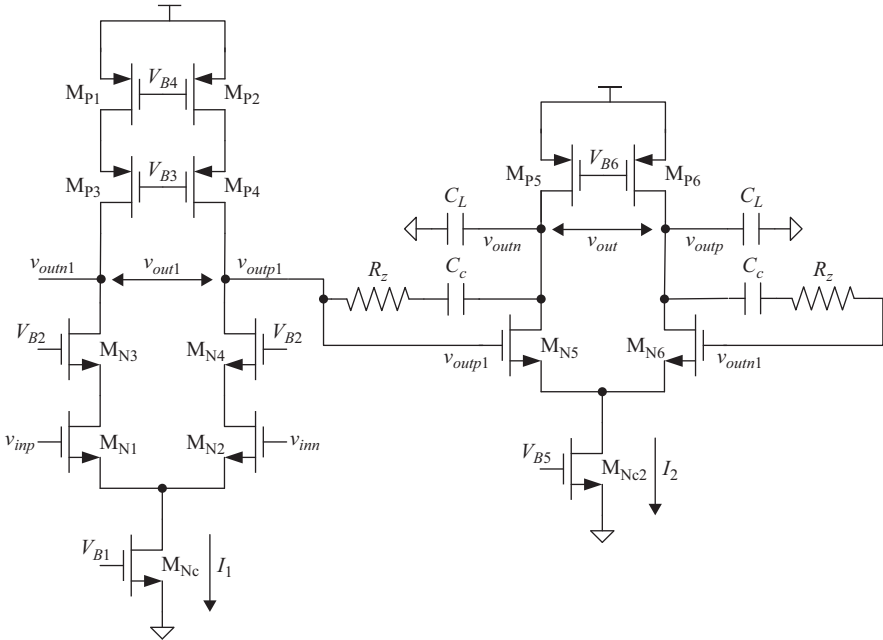 M_P1 V_B4 M_P2
M_P3 V_B3 M_P4
v_outn1 v_out1 v_outp1
V_B2 M_N3 M_N4 V_B2
v_inp M_N1 M_N2 v_inn
V_B1 M_Nc I_1
M_P5 V_B6 M_P6
C_L C_L
v_outn v_out v_outp
R_z C_c C_c R_z
v_outp1 M_N5 M_N6 v_outn1
V_B5 M_Nc2 I_2